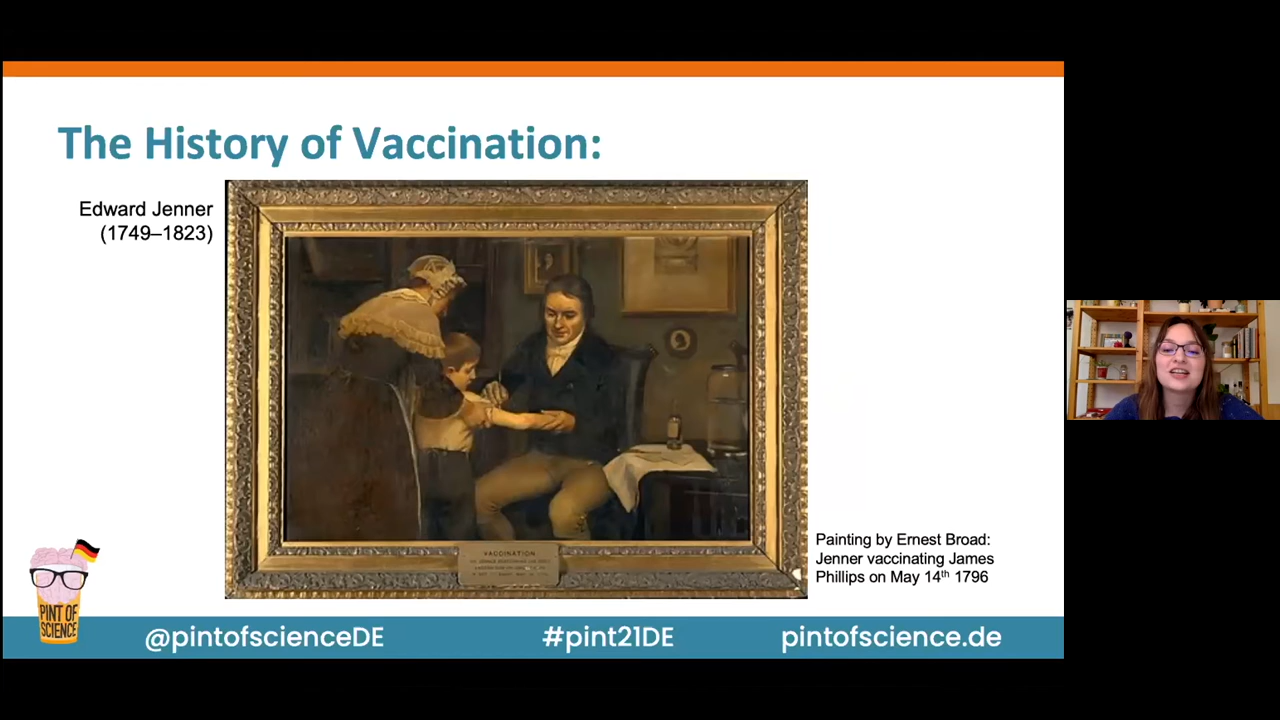 The History of Vaccination:
Edward Jenner
(1749–1823)
VACCINATION
Painting by Ernest Broad:
Jenner vaccinating James
Phillips on May 14th 1796
PINT OF
SCIENCE
@pintofscienceDE
#pint21DE
pintofscience.de